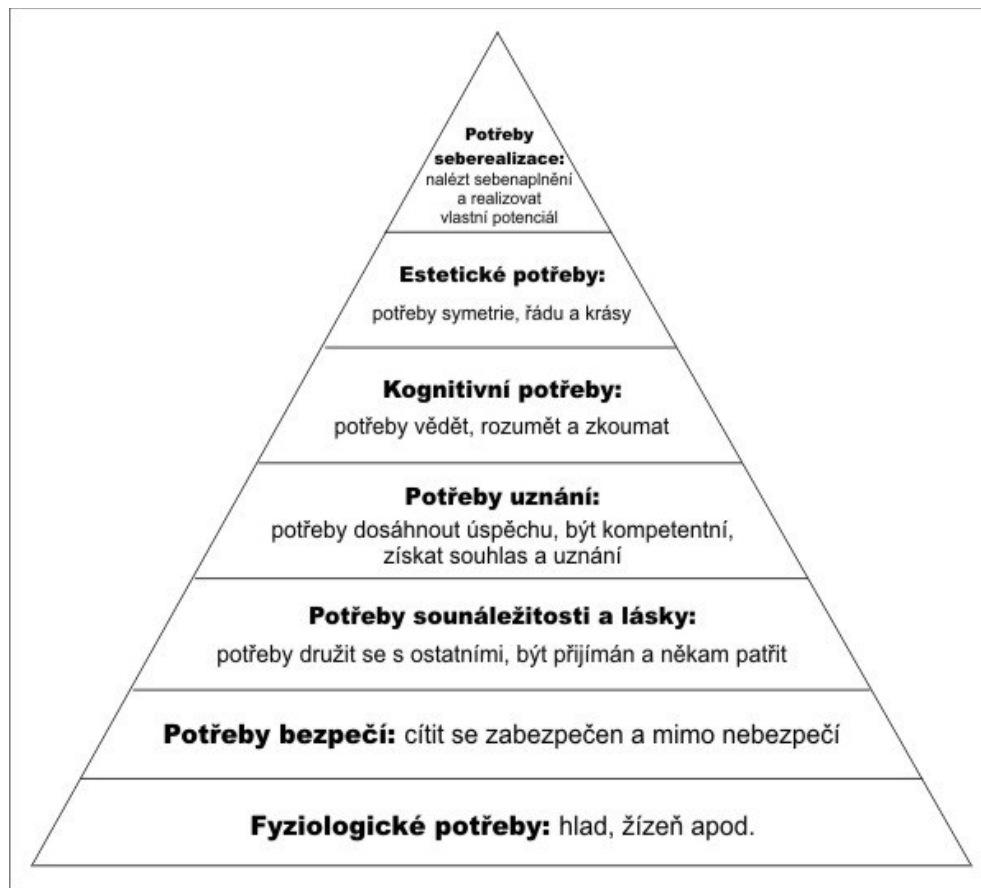 Potřeby
seberealizace:
nalézt sebenaplnění
a realizovat
vlastní potenciál
Estetické potřeby:
potřeby symetrie, řádu a krásy
Kognitivní potřeby:
potřeby vědět, rozumět a zkoumat
Potřeby uznání:
potřeby dosáhnout úspěchu, být kompetentní,
získat souhlas a uznání
Potřeby sounáležitosti a lásky:
potřeby družit se s ostatními, být přijímán a někam patřit
Potřeby bezpečí: cítit se zabezpečen a mimo nebezpečí
Fyziologické potřeby: hlad, žízeň apod.